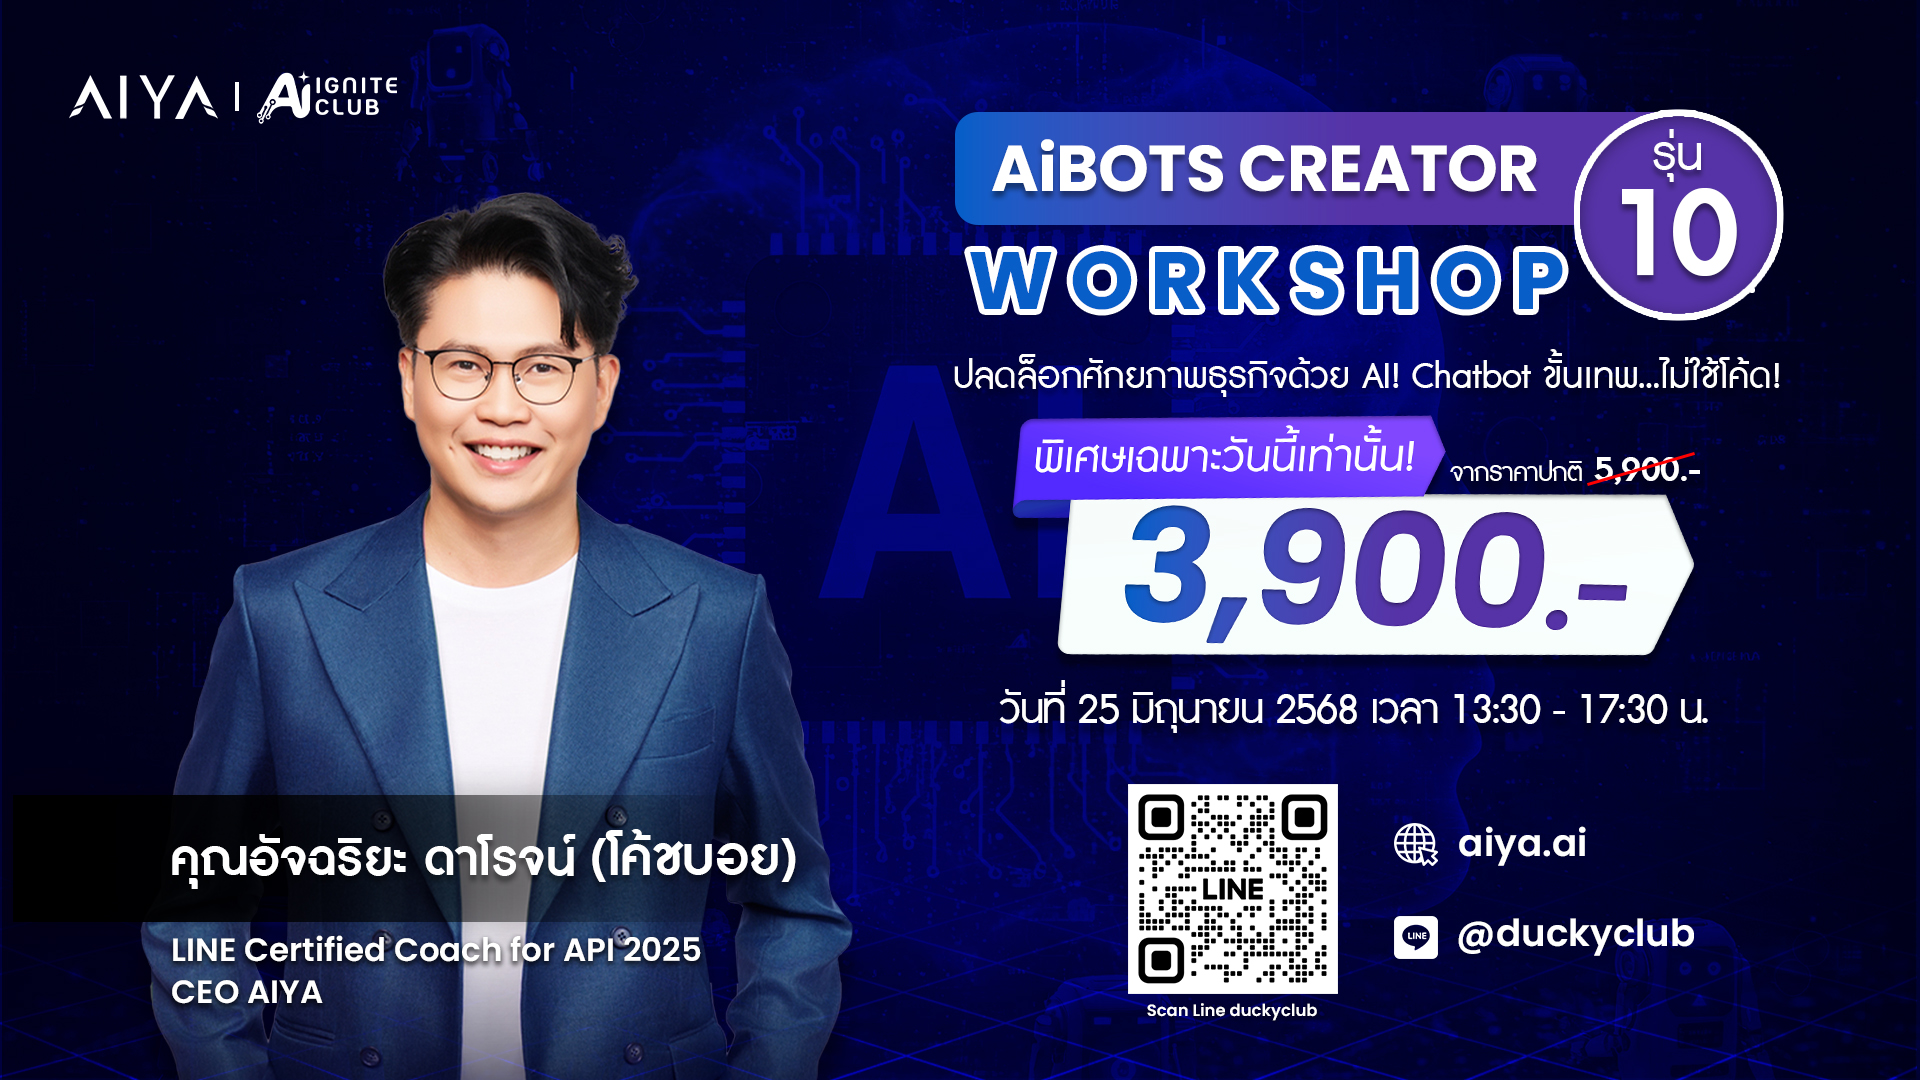 AIYA | Ai IGNITE CLUB
AiBOTS CREATOR
WORKSHOP
รุ่น
10
ปลดล็อกศักยภาพธุรกิจด้วย AI! Chatbot ขั้นเทพ...ไม่ใช้โค้ด!
พิเศษเฉพาะวันนี้เท่านั้น!
จากราคาปกติ 5,900.-
3,900.-
วันที่ 25 มิถุนายน 2568 เวลา 13:30 - 17:30 น.
AI
คุณอัจฉริยะ ดาโรจน์ (โค้ชบอย)
LINE Certified Coach for API 2025
CEO AIYA
LINE
Scan Line duckyclub
aiya.ai
LINE
@duckyclub